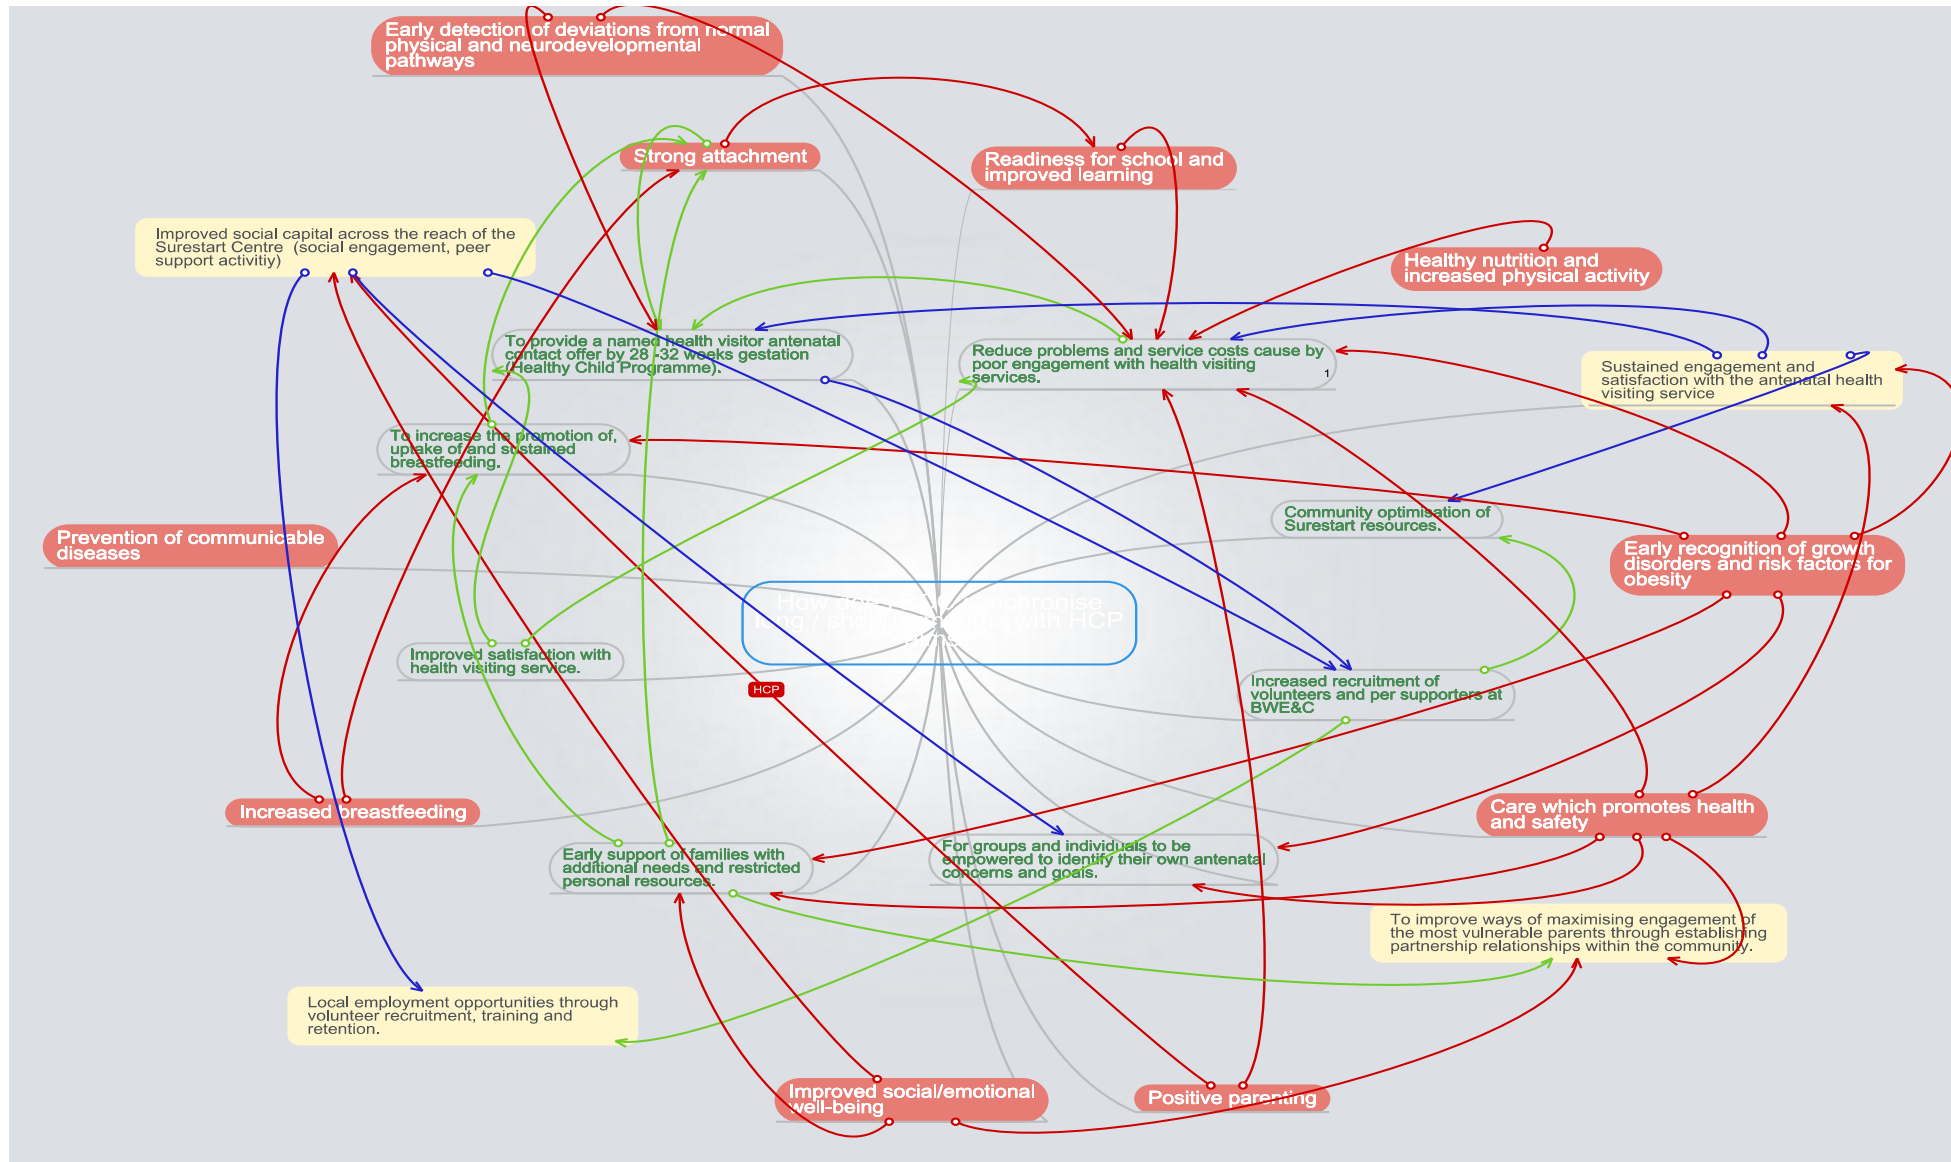 Early detection of deviations from normal
physical and neurodevelopmental
pathways
Strong attachment
Readiness for school and
improved learning
Improved social capital across the reach of the
Surestart Centre (social engagement, peer
support activitiy)
Healthy nutrition and
increased physical activity
To provide a named health visitor antenatal
contact offer by 28 -32 weeks gestation
(Healthy Child Programme).
Reduce problems and service costs cause by
poor engagement with health visiting
services.
1
Sustained engagement and
satisfaction with the antenatal health
visiting service
To increase the promotion of,
uptake of and sustained
breastfeeding.
Community optimisation of
Surestart resources.
Prevention of communicable
diseases
Early recognition of growth
disorders and risk factors for
obesity
How does synchronise
long / short with HCP
Improved satisfaction with
health visiting service.
HCP
Increased recruitment of
volunteers and per supporters at
BWE&C
Increased breastfeeding
Care which promotes health
and safety
Early support of families with
additional needs and restricted
personal resources.
For groups and individuals to be
empowered to identify their own antenatal
concerns and goals.
To improve ways of maximising engagement of
the most vulnerable parents through establishing
partnership relationships within the community.
Local employment opportunities through
volunteer recruitment, training and
retention.
Improved social/emotional
well-being
Positive parenting